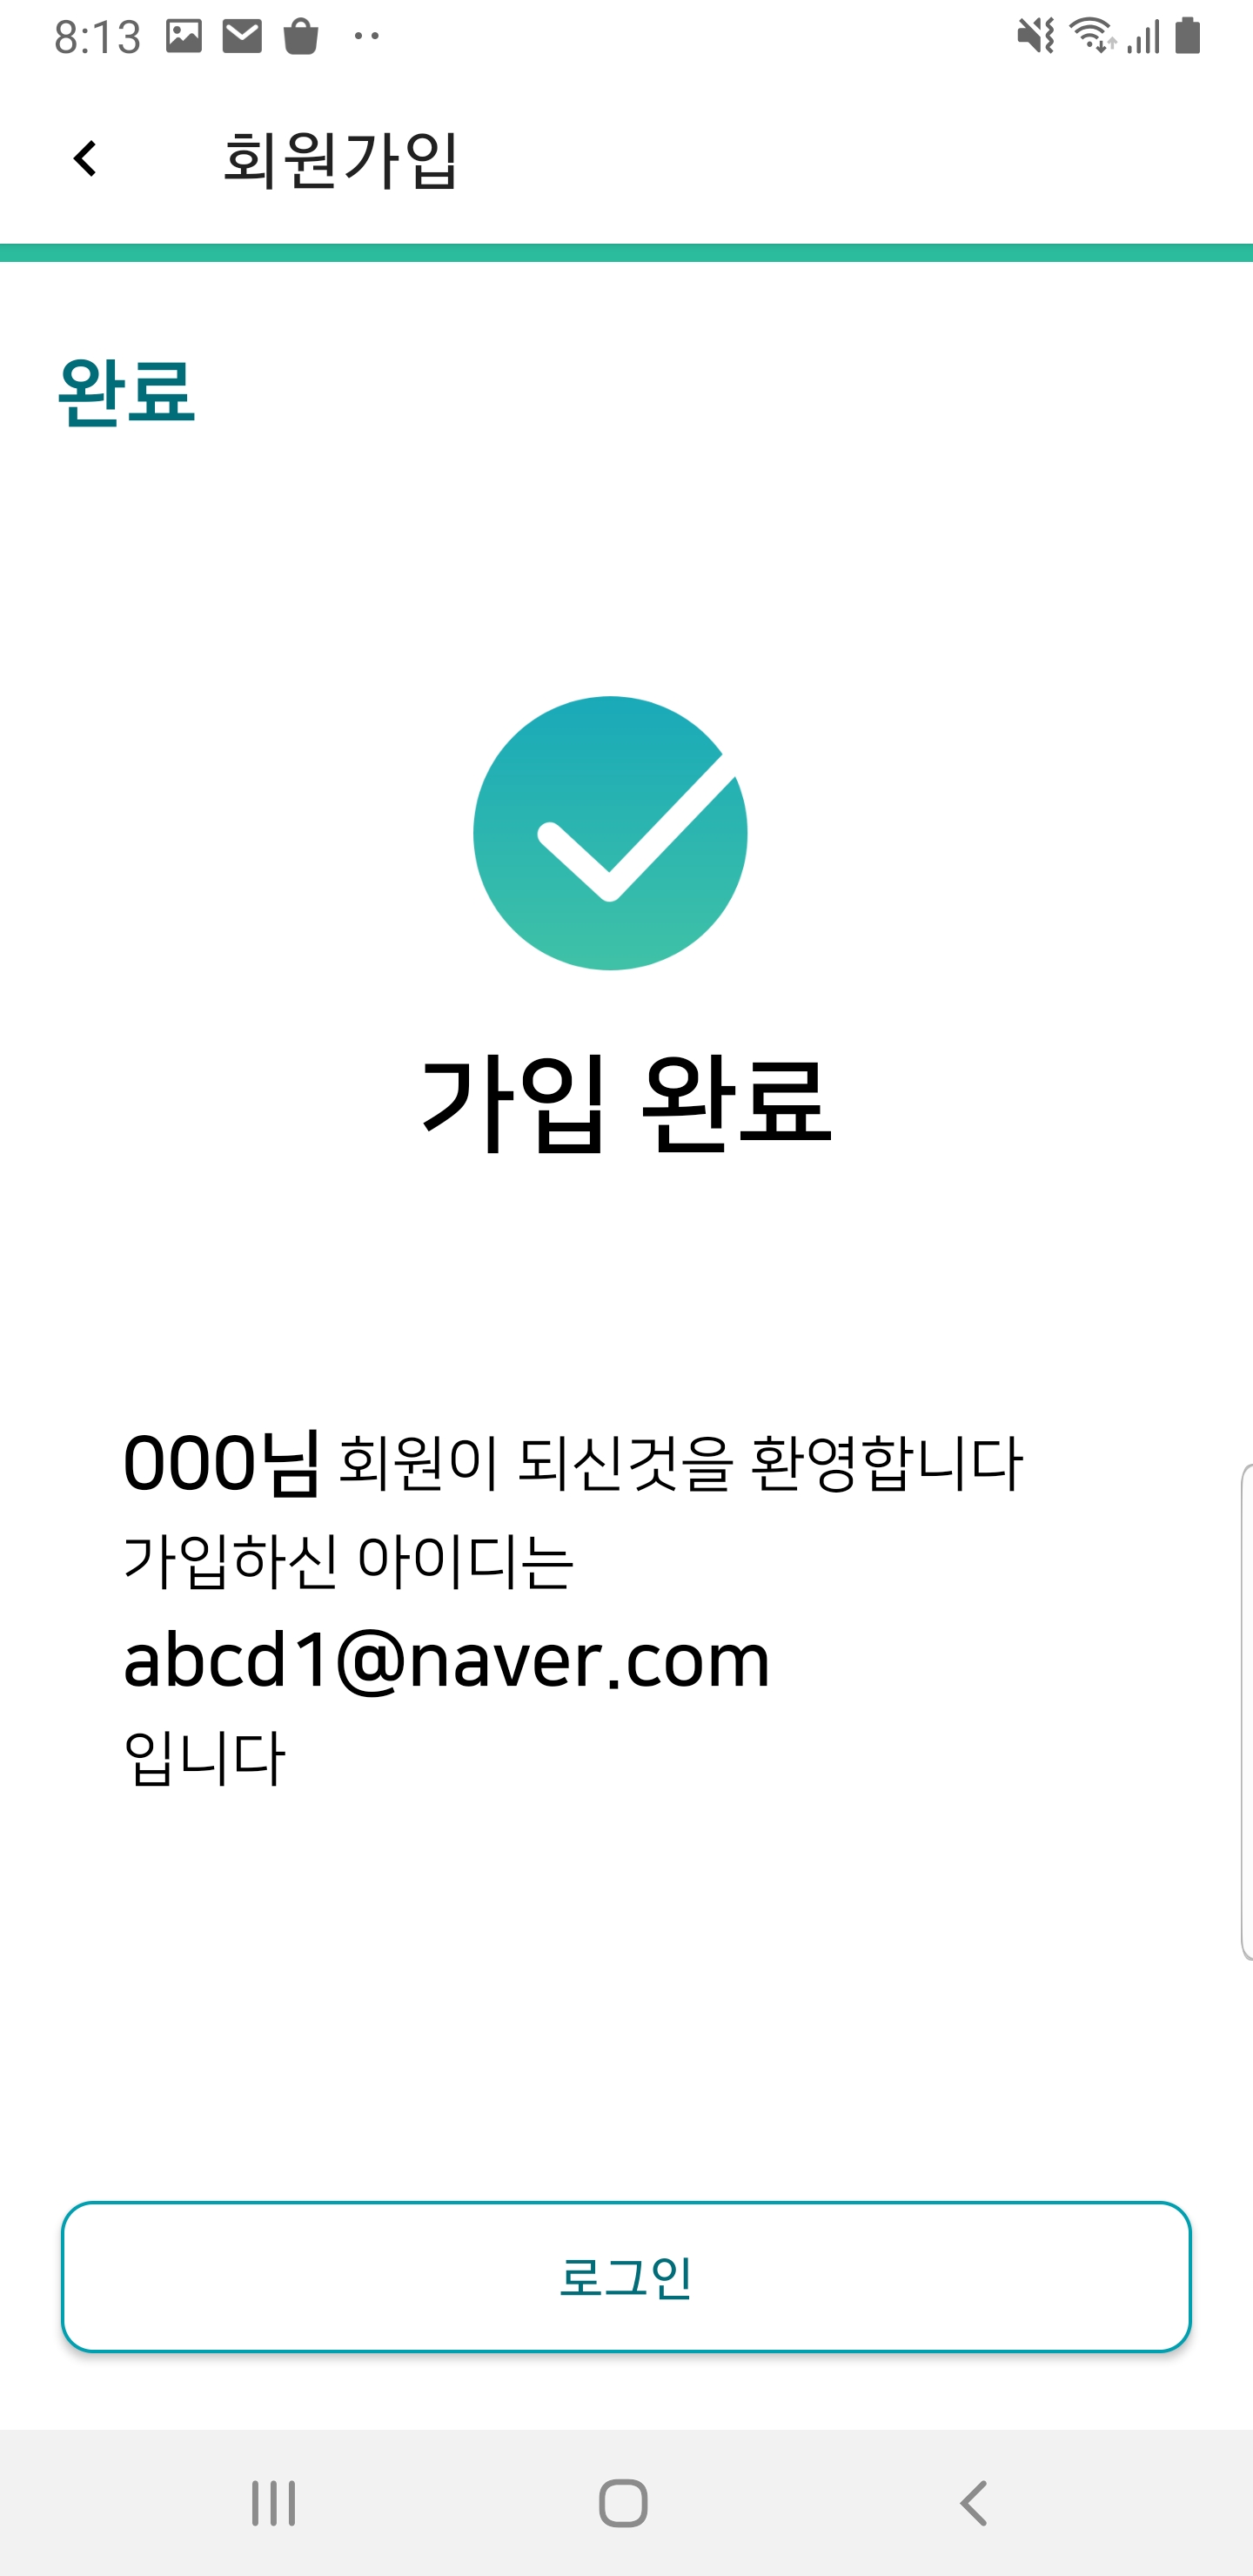 8:13
회원가입
완료
가입 완료
000님 회원이 되신것을 환영합니다
가입하신 아이디는
abcd1@naver.com
입니다
로그인